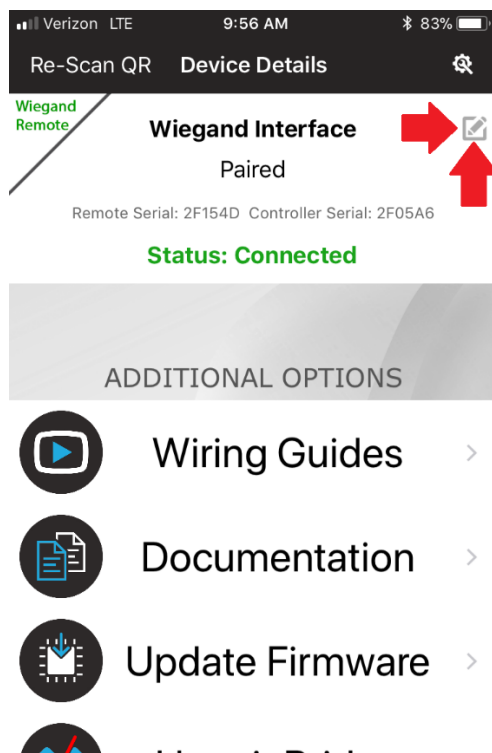 Verizon LTE 9:56 AM 83%
Re-Scan QR Device Details
Wiegand
Remote
Wiegand Interface
Paired
Remote Serial: 2F154D Controller Serial: 2F05A6
Status: Connected
ADDITIONAL OPTIONS
Wiring Guides
Documentation
Update Firmware